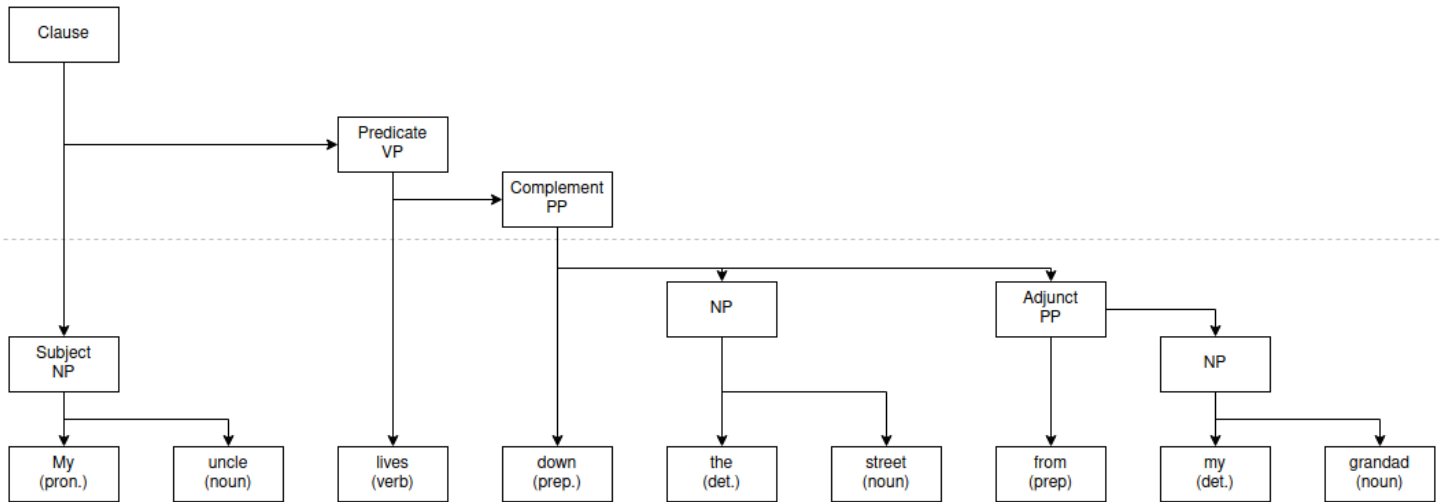 Clause
Predicate
VP
Complement
PP
NP
Adjunct
PP
Subject
NP
NP
My
(pron.)
uncle
(noun)
lives
(verb)
down
(prep.)
the
(det.)
street
(noun)
from
(prep)
my
(det.)
grandad
(noun)